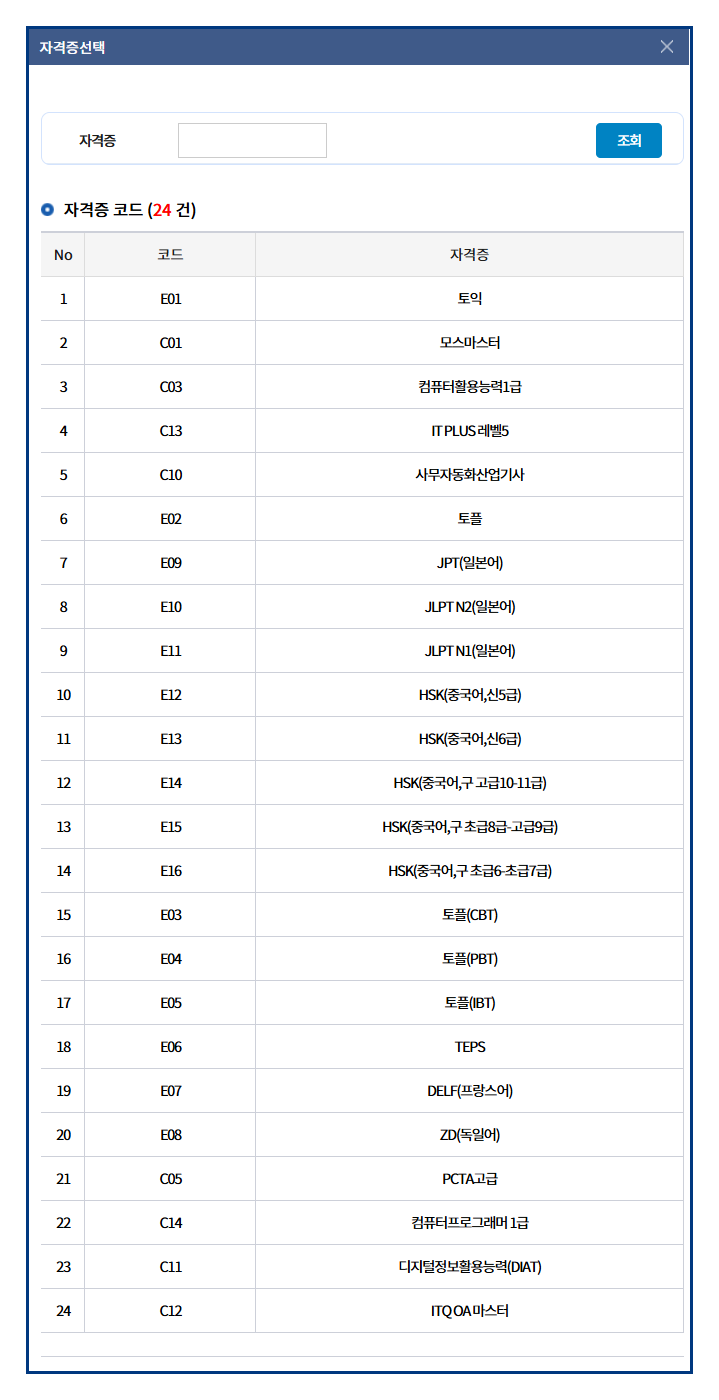 자격증선택
자격증 조회
자격증 코드 (24 건)
No 코드 자격증
1 E01 토익
2 C01 모스마스터
3 C03 컴퓨터활용능력1급
4 C13 IT PLUS 레벨5
5 C10 사무자동화산업기사
6 E02 토플
7 E09 JPT(일본어)
8 E10 JLPT N2(일본어)
9 E11 JLPT N1(일본어)
10 E12 HSK(중국어,신5급)
11 E13 HSK(중국어,신6급)
12 E14 HSK(중국어,구 고급10-11급)
13 E15 HSK(중국어,구 초급8급-고급9급)
14 E16 HSK(중국어,구 초급6-초급7급)
15 E03 토플(CBT)
16 E04 토플(PBT)
17 E05 토플(IBT)
18 E06 TEPS
19 E07 DELF(프랑스어)
20 E08 ZD(독일어)
21 C05 PCTA고급
22 C14 컴퓨터프로그래머 1급
23 C11 디지털정보활용능력(DIAT)
24 C12 ITQ OA 마스터